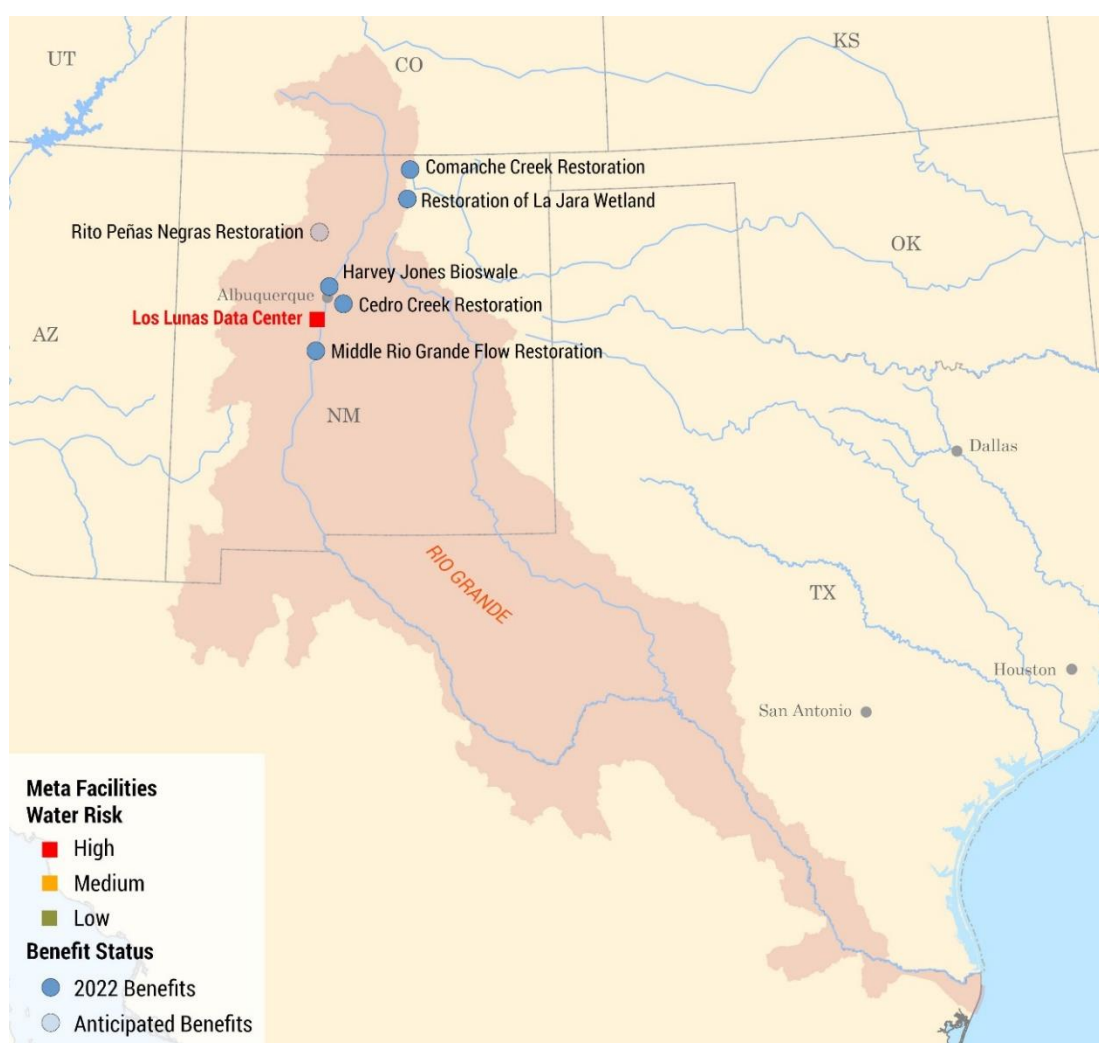 UT
CO
KS
Comanche Creek Restoration
Restoration of La Jara Wetland
Rito Peñas Negras Restoration
OK
Harvey Jones Bioswale
Albuquerque
Cedro Creek Restoration
Los Lunas Data Center
AZ
Middle Rio Grande Flow Restoration
NM
Dallas
RIO GRANDE
TX
Houston
San Antonio
Meta Facilities
Water Risk
High
Medium
Low
Benefit Status
2022 Benefits
Anticipated Benefits